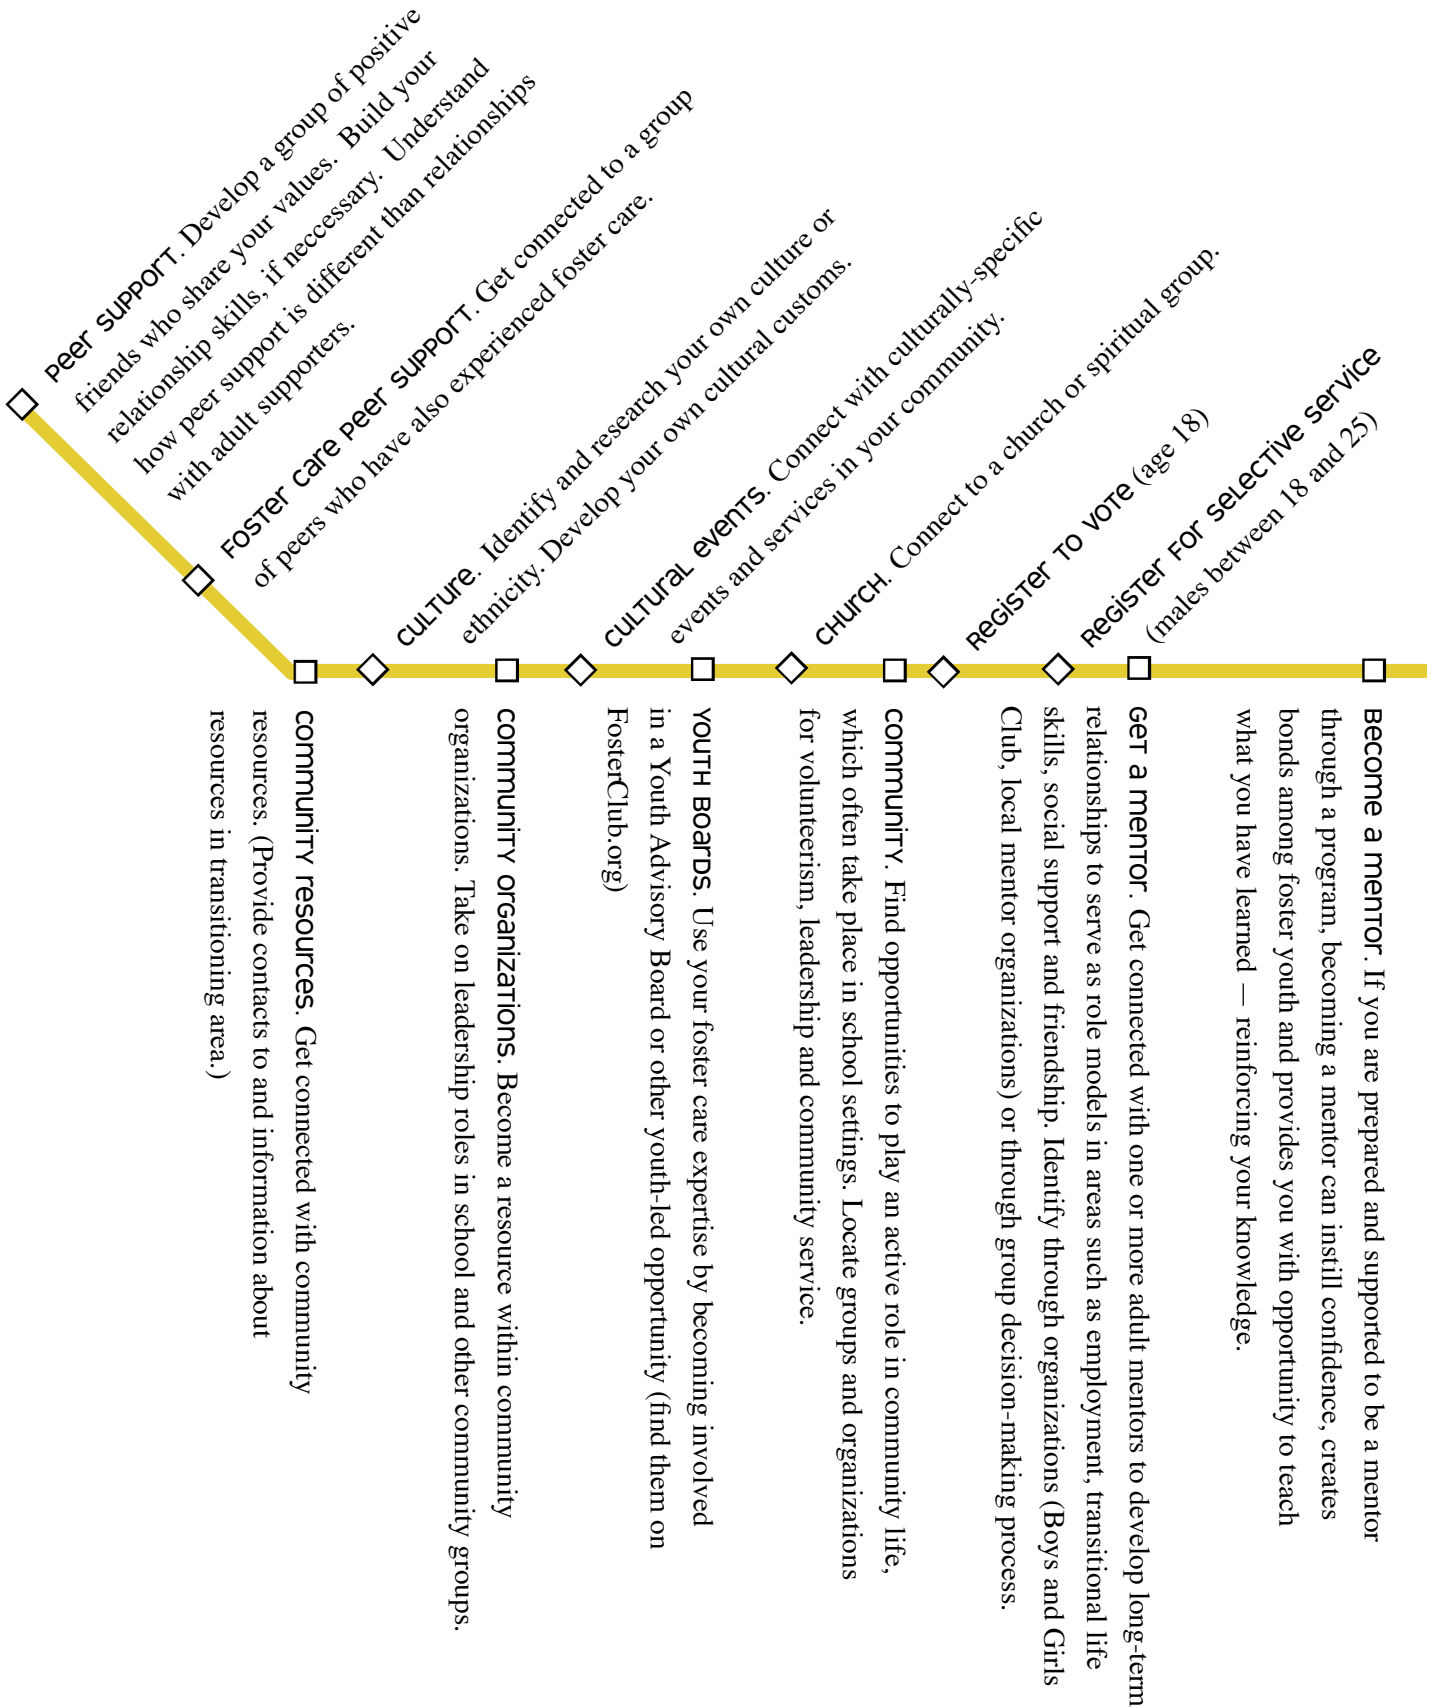 Peer support. Develop a group of positive
friends who share your values. Build your
relationship skills, if neccessary. Understand
how peer support is different than relationships
with adult supporters.
Foster care peer support. Get connected to a group
of peers who have also experienced foster care.
Culture. Identify and research your own culture or
ethnicity. Develop your own cultural customs.
Cultural events. Connect with culturally-specific
events and services in your community.
Church. Connect to a church or spiritual group.
Register to vote (age 18)
Register for selective service
(males between 18 and 25)
Community resources. Get connected with community
resources. (Provide contacts to and information about
resources in transitioning area.)
Community organizations. Become a resource within community
organizations. Take on leadership roles in school and other community groups.
Youth boards. Use your foster care expertise by becoming involved
in a Youth Advisory Board or other youth-led opportunity (find them on
FosterClub.org)
Community. Find opportunities to play an active role in community life,
which often take place in school settings. Locate groups and organizations
for volunteerism, leadership and community service.
Get a mentor. Get connected with one or more adult mentors to develop long-term
relationships to serve as role models in areas such as employment, transitional life
skills, social support and friendship. Identify through organizations (Boys and Girls
Club, local mentor organizations) or through group decision-making process.
Become a mentor. If you are prepared and supported to be a mentor
through a program, becoming a mentor can instill confidence, creates
bonds among foster youth and provides you with opportunity to teach
what you have learned — reinforcing your knowledge.